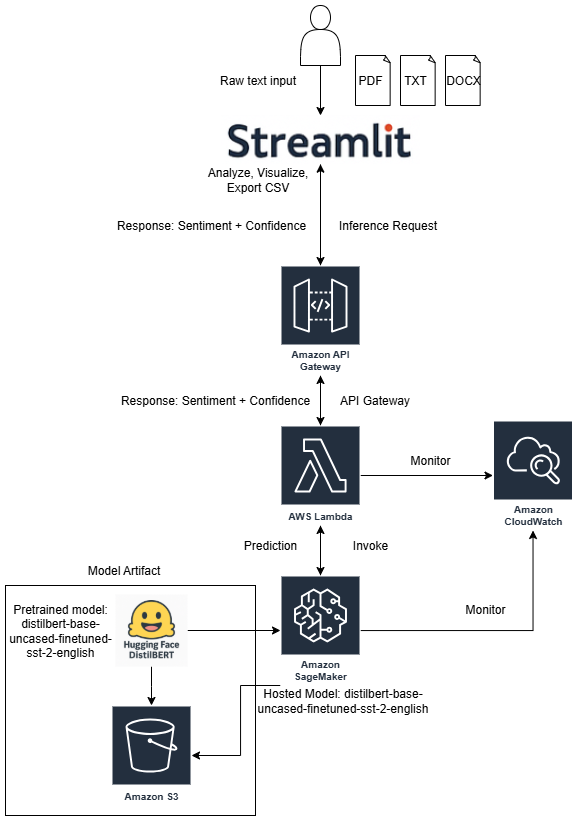 Raw text input
PDF
TXT
DOCX
Streamlit
Analyze, Visualize,
Export CSV
Response: Sentiment + Confidence
Inference Request
</>
Amazon API
Gateway
Response: Sentiment + Confidence
API Gateway
AWS Lambda
Monitor
Amazon
CloudWatch
Prediction
Invoke
Model Artifact
Pretrained model:
distilbert-base-
uncased-finetuned-
sst-2-english
Hugging Face
DistilBERT
Monitor
Amazon
SageMaker
Hosted Model: distilbert-base-
uncased-finetuned-sst-2-english
Amazon S3